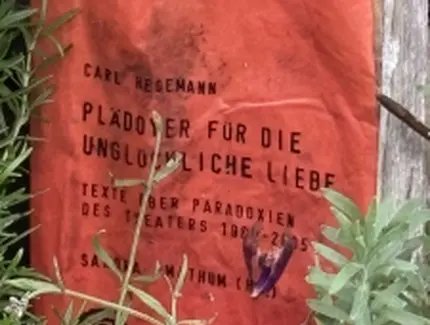 CARL HEGEMANN
PLÄDOYER FÜR DIE
UNGLÜCKLICHE LIEBE
TEXTE ÜBER PARADOXIEN
DES THEATERS